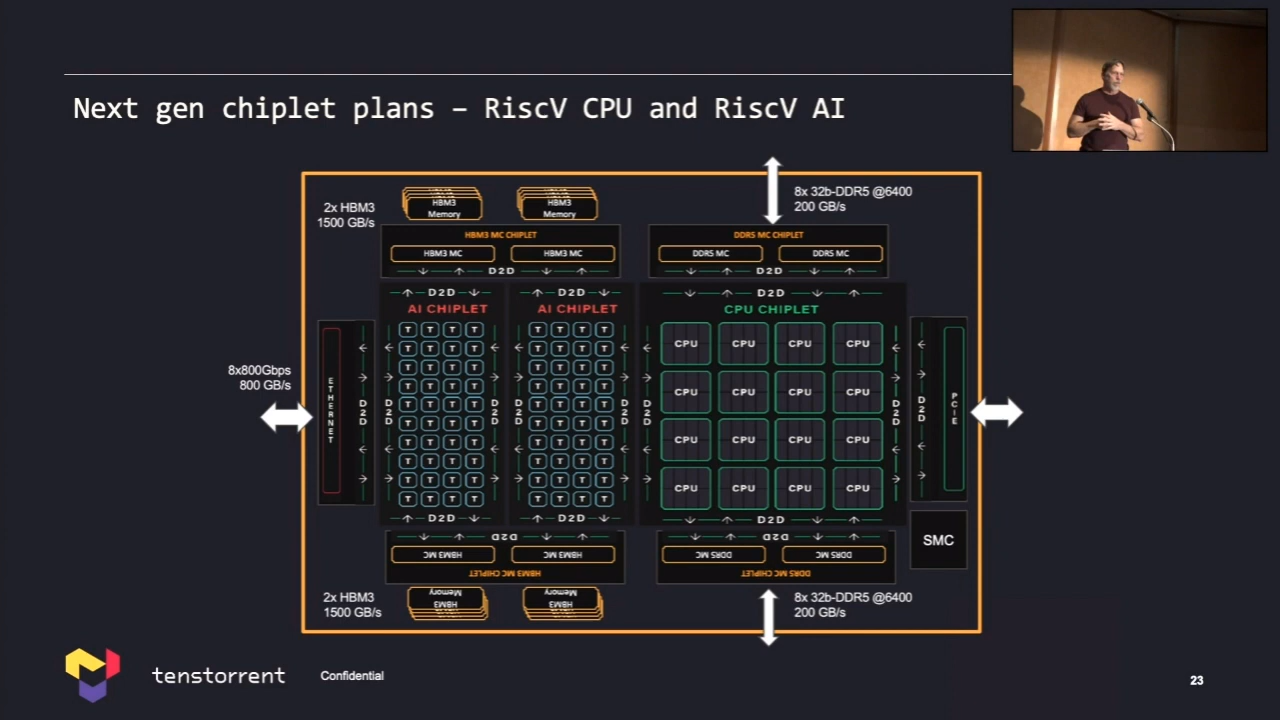 Next gen chiplet plans – RiscV CPU and RiscV AI
2x HBM3
1500 GB/s
HBM3
Memory
HBM3
Memory
8x 32b-DDR5 @6400
200 GB/s
HBM3 MC CHIPLET
HBM3 MC
HBM3 MC
D2D
DDR5 MC CHIPLET
DDR5 MC
DDR5 MC
D2D
D2D
AI CHIPLET
D2D
AI CHIPLET
D2D
CPU CHIPLET
8x800Gbps
800 GB/s
ETHERNET
D2D
D2D
T T T T
T T T T
T T T T
T T T T
T T T T
T T T T
T T T T
T T T T
T T T T
T T T T
D2D
D2D
T T T T
T T T T
T T T T
T T T T
T T T T
T T T T
T T T T
T T T T
T T T T
T T T T
D2D
D2D
CPU CPU CPU CPU
CPU CPU CPU CPU
CPU CPU CPU CPU
CPU CPU CPU CPU
D2D
D2D
PCIE
D2D
D2D
D2D
D2D
HBM3 MC
HBM3 MC
HBM3 MC CHIPLET
HBM3
Memory
HBM3
Memory
D2D
DDR5 MC
DDR5 MC
DDR5 MC CHIPLET
SMC
2x HBM3
1500 GB/s
8x 32b-DDR5 @6400
200 GB/s
tenstorrent
Confidential
23